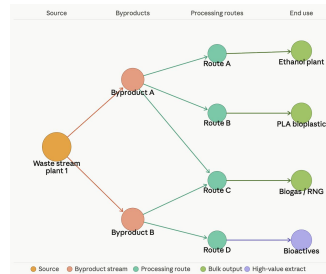 Source Byproducts Processing routes End use
Route A
Ethanol plant
Byproduct A
Route B
PLA bioplastic
Waste stream
plant 1
Route C
Biogas / RNG
Byproduct B
Route D
Bioactives
Source Byproduct stream Processing route Bulk output High-value extract